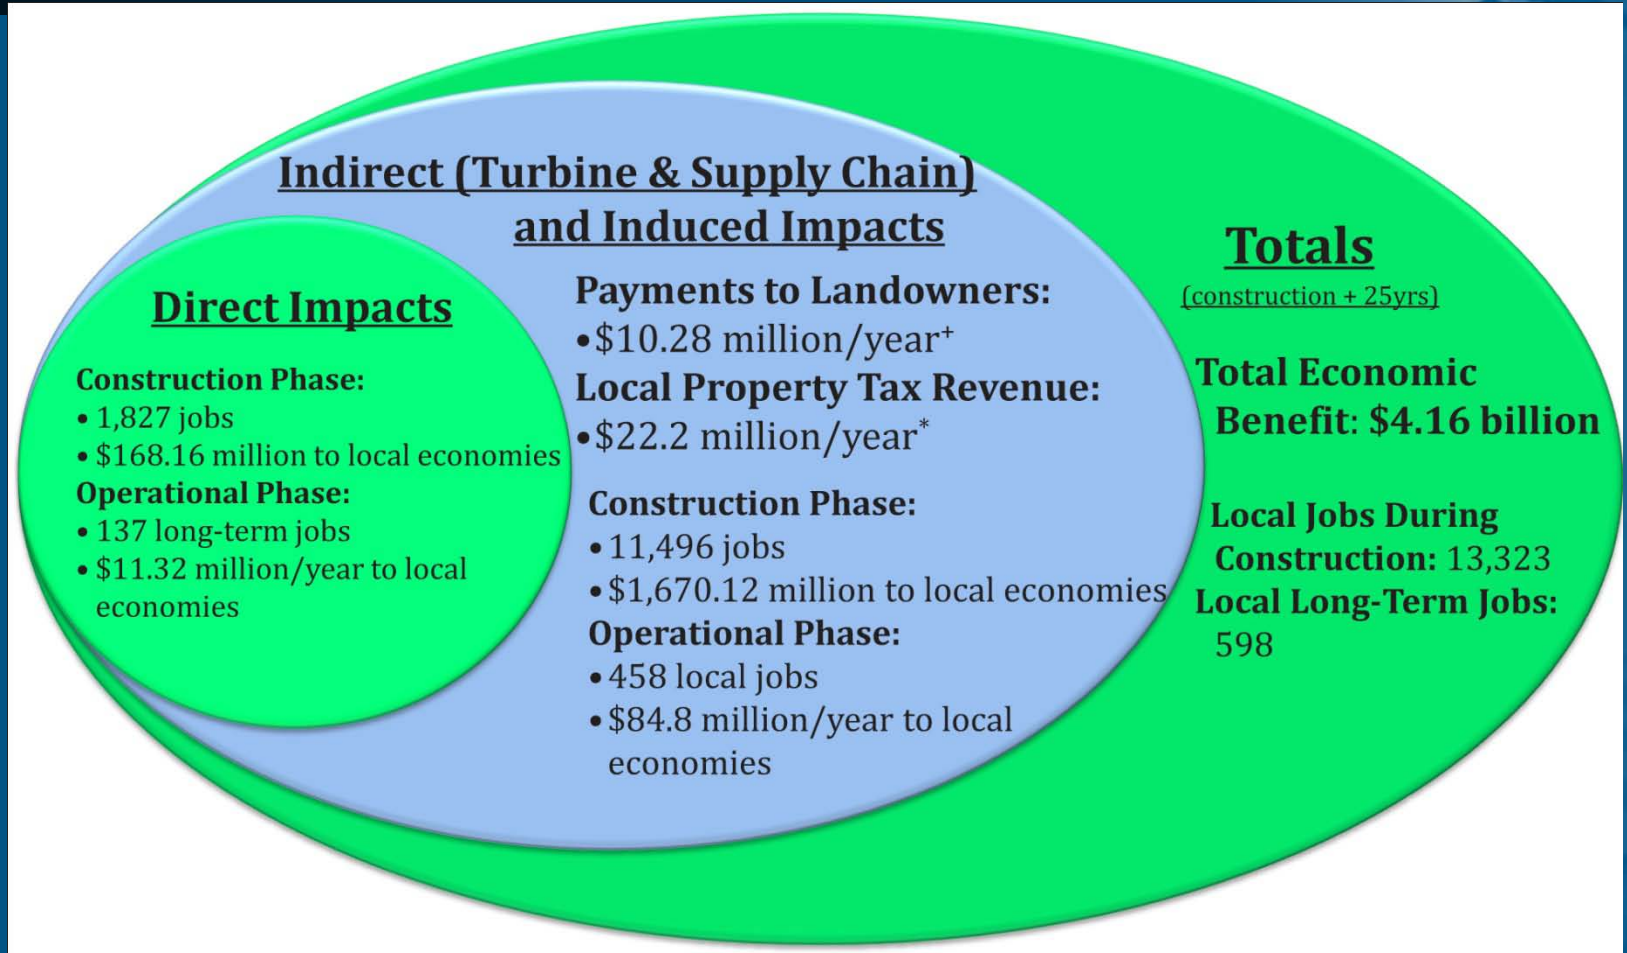 Indirect (Turbine & Supply Chain)
and Induced Impacts
Direct Impacts
Construction Phase:
• 1,827 jobs
• $168.16 million to local economies
Operational Phase:
• 137 long-term jobs
• $11.32 million/year to local
economies
Payments to Landowners:
•$10.28 million/year+
Local Property Tax Revenue:
•$22.2 million/year*
Construction Phase:
•11,496 jobs
•$1,670.12 million to local economies
Operational Phase:
•458 local jobs
•$84.8 million/year to local
economies
Totals
(construction + 25yrs)
Total Economic
Benefit: $4.16 billion
Local Jobs During
Construction: 13,323
Local Long-Term Jobs:
598